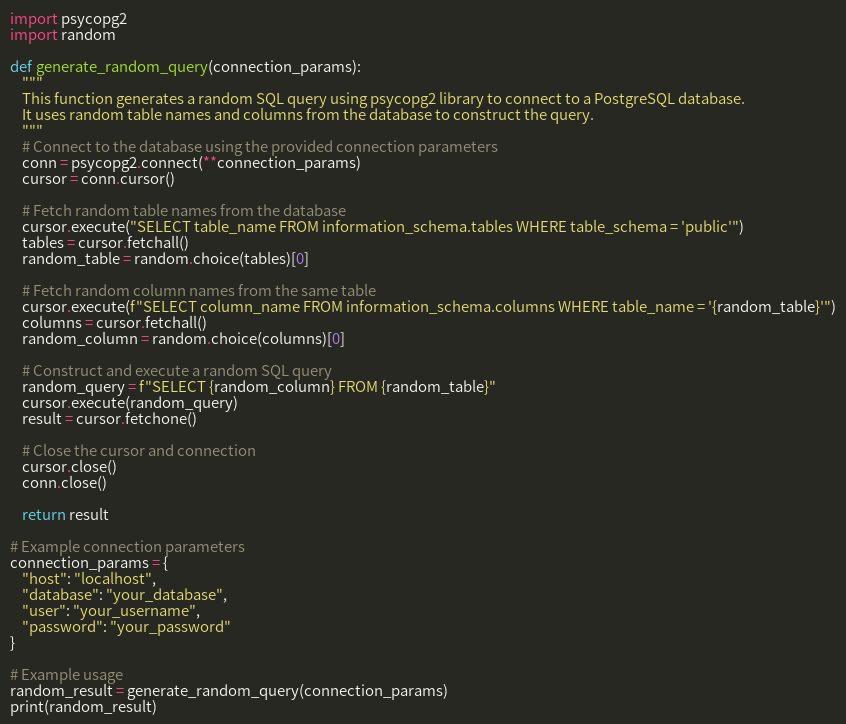 import psycopg2
import random

def generate_random_query(connection_params):
    """
    This function generates a random SQL query using psycopg2 library to connect to a PostgreSQL database.
    It uses random table names and columns from the database to construct the query.
    """
    # Connect to the database using the provided connection parameters
    conn = psycopg2.connect(**connection_params)
    cursor = conn.cursor()

    # Fetch random table names from the database
    cursor.execute("SELECT table_name FROM information_schema.tables WHERE table_schema = 'public'")
    tables = cursor.fetchall()
    random_table = random.choice(tables)[0]

    # Fetch random column names from the same table
    cursor.execute(f"SELECT column_name FROM information_schema.columns WHERE table_name = '{random_table}'")
    columns = cursor.fetchall()
    random_column = random.choice(columns)[0]

    # Construct and execute a random SQL query
    random_query = f"SELECT {random_column} FROM {random_table}"
    cursor.execute(random_query)
    result = cursor.fetchone()

    # Close the cursor and connection
    cursor.close()
    conn.close()

    return result

# Example connection parameters
connection_params = {
    "host": "localhost",
    "database": "your_database",
    "user": "your_username",
    "password": "your_password"
}

# Example usage
random_result = generate_random_query(connection_params)
print(random_result)